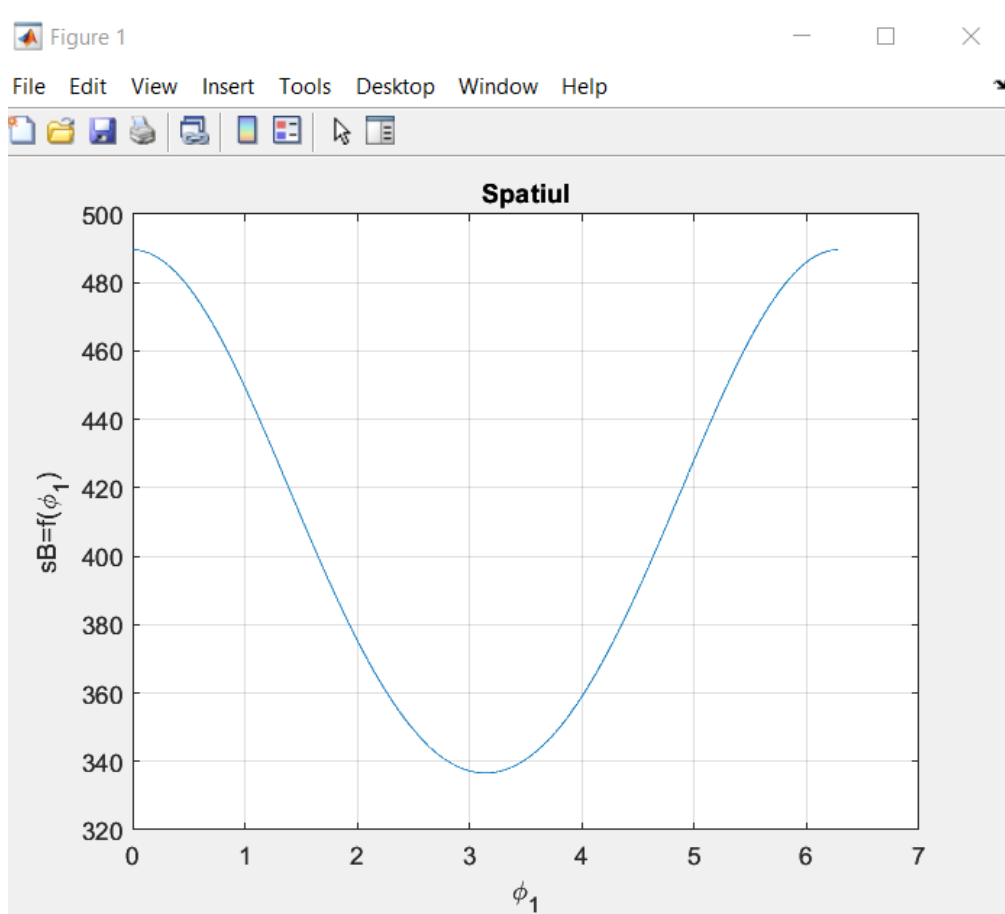 Figure 1
File Edit View Insert Tools Desktop Window Help
Spatiul
500
480
460
440
420
400
380
360
340
320
sB=f(ϕ₁)
0 1 2 3 4 5 6 7
ϕ₁